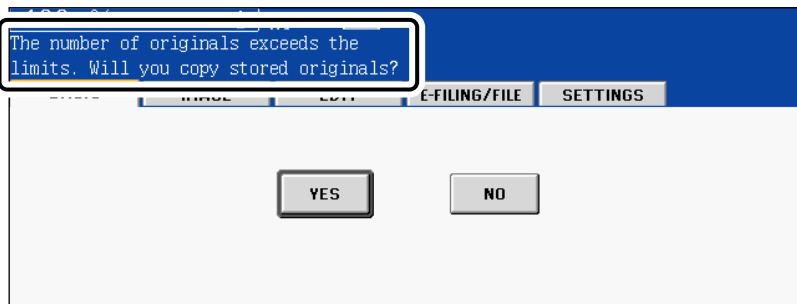 The number of originals exceeds the
limits. Will you copy stored originals?
E-FILING/FILE SETTINGS
YES NO